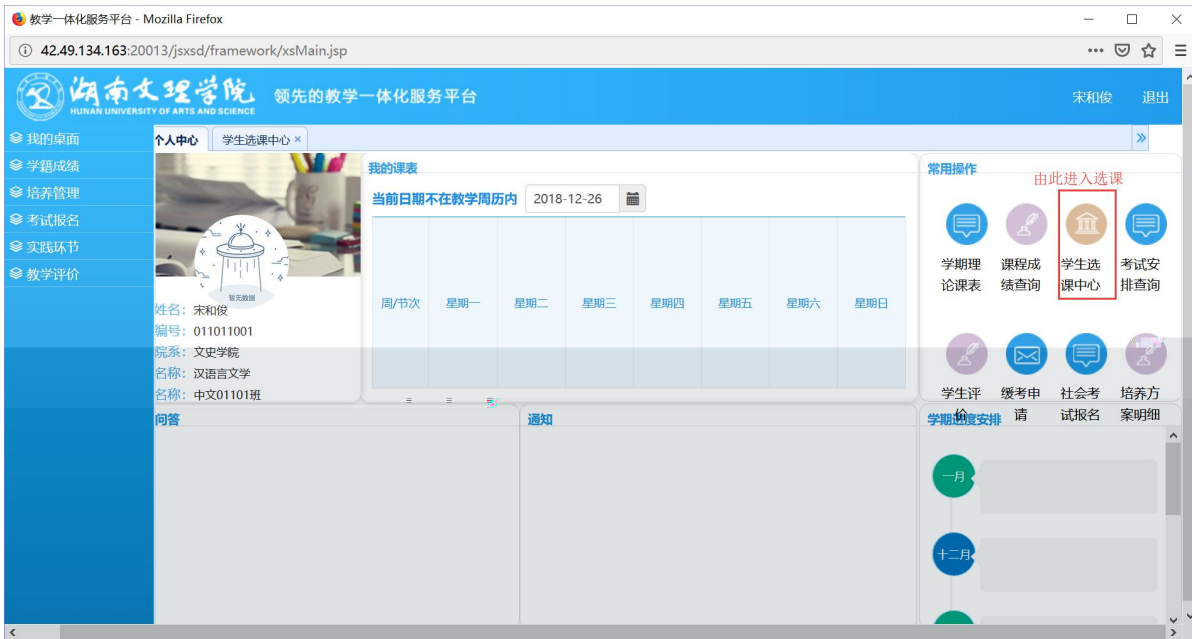 教学一体化服务平台 - Mozilla Firefox
42.49.134.163:20013/jsxsd/framework/xsMain.jsp
湖南文理学院
HUNAN UNIVERSITY OF ARTS AND SCIENCE
领先的教学一体化服务平台
宋和俊 退出
我的桌面
学籍成绩
培养管理
考试报名
实践环节
教学评价
个人中心 学生选课中心
暂无数据
姓名: 宋和俊
编号: 011011001
院系: 文史学院
名称: 汉语言文学
名称: 中文01101班
我的课表
当前日期不在教学周历内 2018-12-26
周/节次 星期一 星期二 星期三 星期四 星期五 星期六 星期日
常用操作
由此进入选课
学期理论课表
课程成绩查询
学生选课中心
考试安排查询
学生评价
缓考申请
社会考试报名
培养方案明细
问答
通知
学期进度安排
一月
十二月